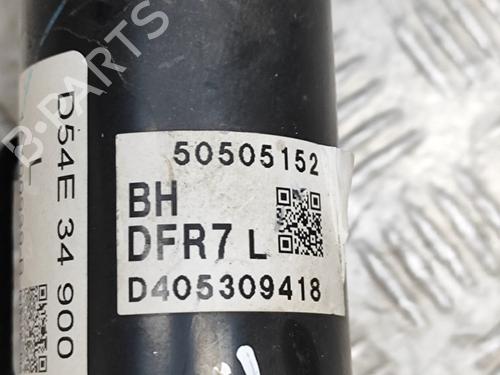 B-PARTS
50505152
BH
DFR7 L
D405309418
D54E 34 900